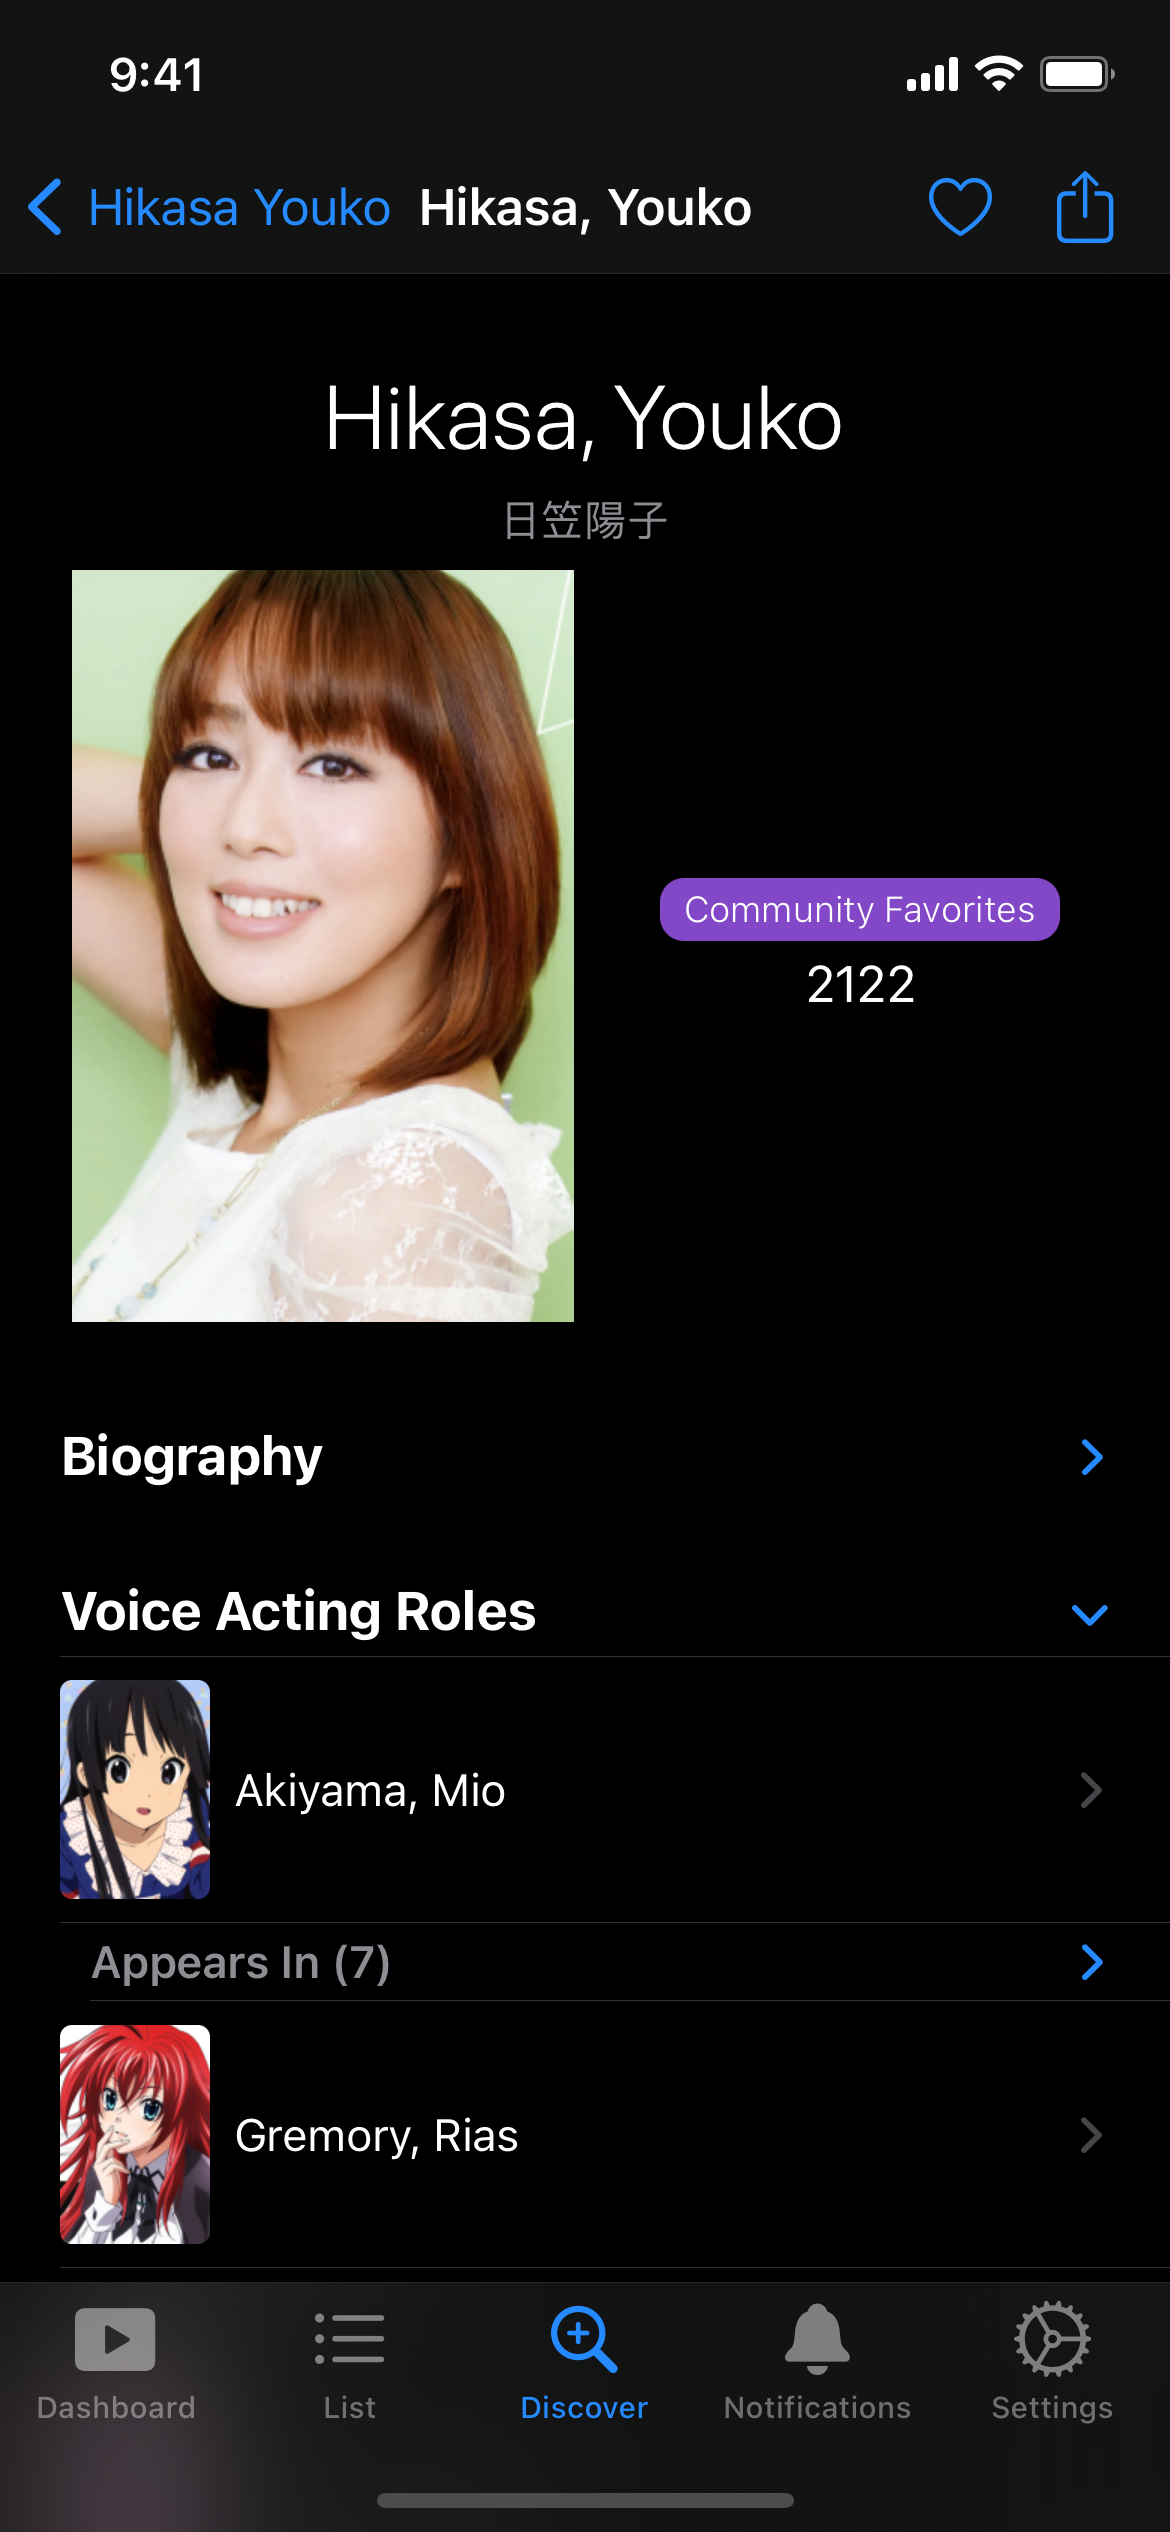 9:41
Hikasa Youko
Hikasa, Youko
Hikasa, Youko
日笠陽子
Community Favorites
2122
Biography
Voice Acting Roles
Akiyama, Mio
Appears In (7)
Gremory, Rias
Dashboard
List
Discover
Notifications
Settings